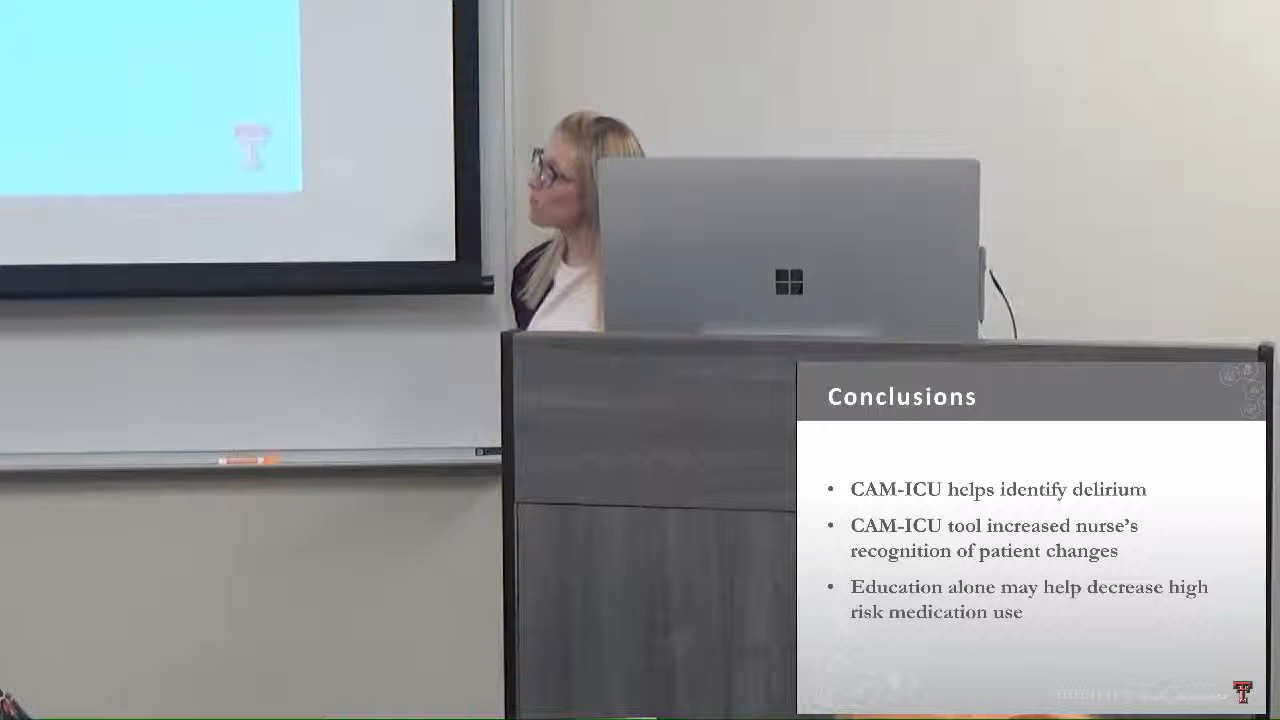 Conclusions
• CAM-ICU helps identify delirium
• CAM-ICU tool increased nurse's
recognition of patient changes
• Education alone may help decrease high
risk medication use